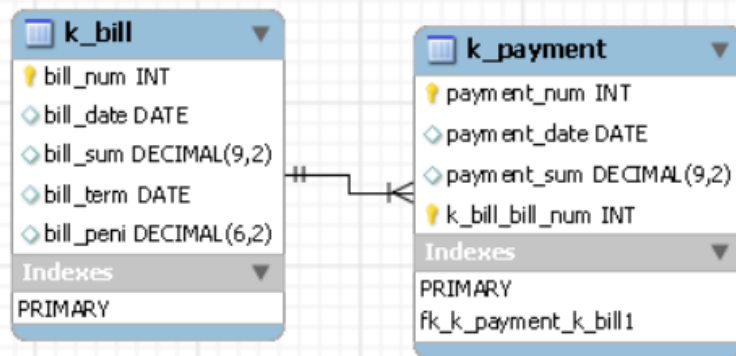 k_bill
bill_num INT
bill_date DATE
bill_sum DECIMAL(9,2)
bill_term DATE
bill_peni DECIMAL(6,2)
Indexes
PRIMARY
k_payment
payment_num INT
payment_date DATE
payment_sum DECIMAL(9,2)
k_bill_bill_num INT
Indexes
PRIMARY
fk_k_payment_k_bill1